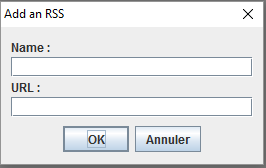 Add an RSS
Name :
URL :
OK Annuler